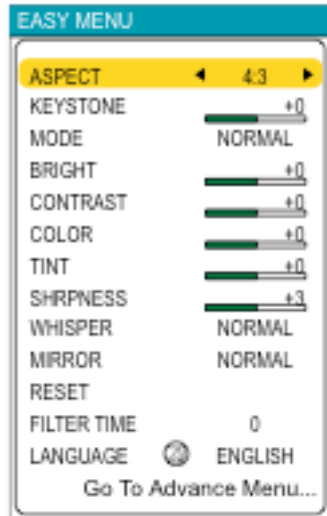 EASY MENU
ASPECT 4:3
KEYSTONE +0
MODE NORMAL
BRIGHT +0
CONTRAST +0
COLOR +0
TINT +0
SHRPNESS +3
WHISPER NORMAL
MIRROR NORMAL
RESET
FILTER TIME 0
LANGUAGE ENGLISH
Go To Advance Menu...